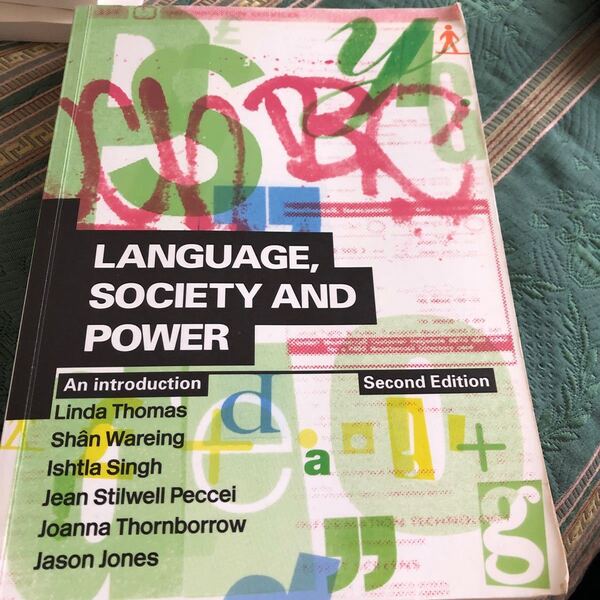 LANGUAGE,
SOCIETY AND
POWER
An introduction
Second Edition
Linda Thomas
Shân Wareing
Ishtla Singh
Jean Stilwell Peccei
Joanna Thornborrow
Jason Jones